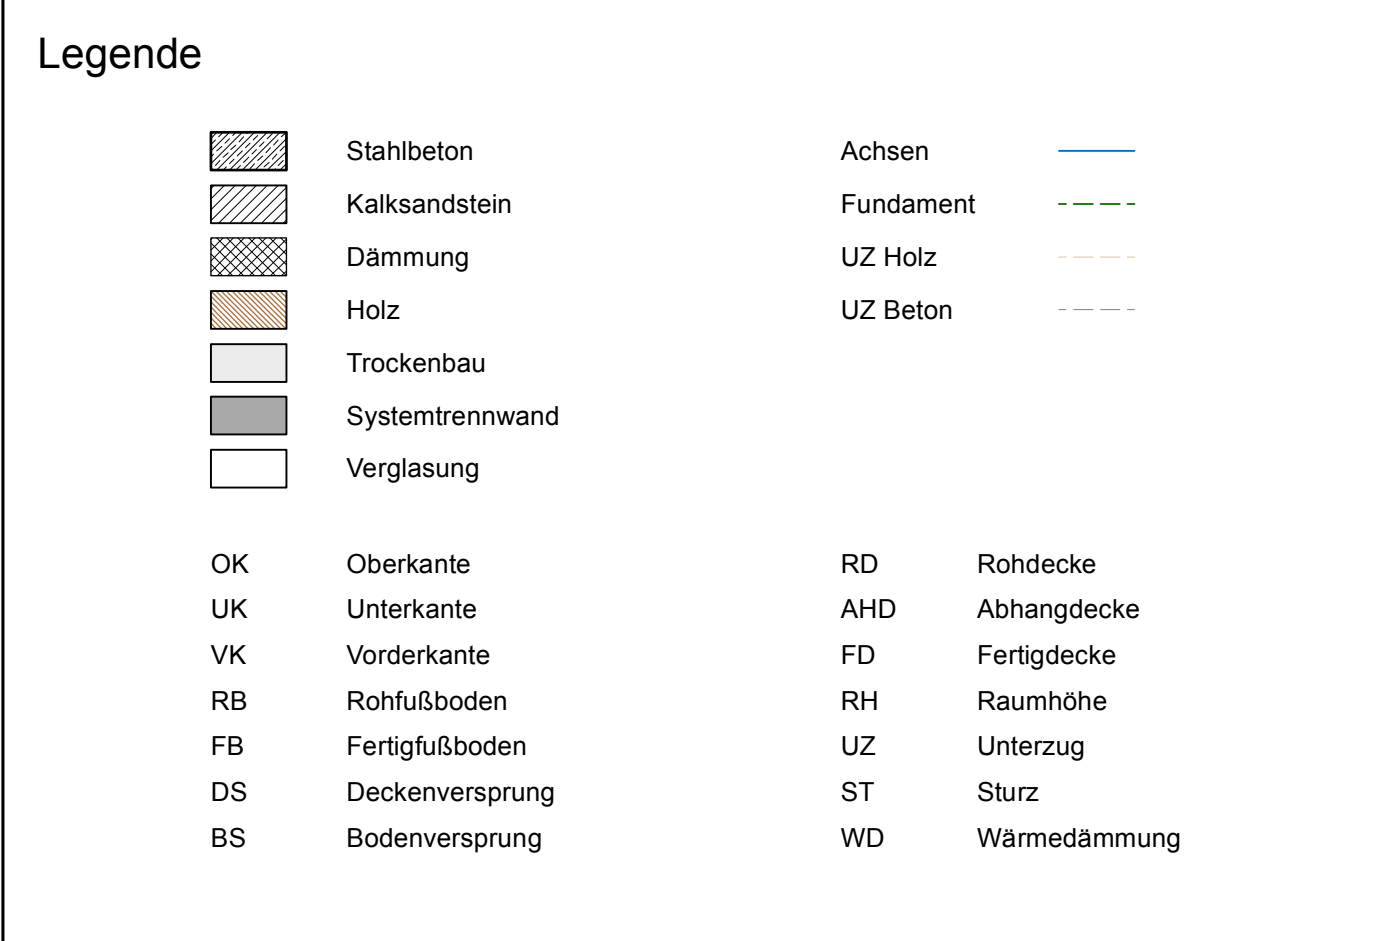 Legende
Stahlbeton
Kalksandstein
Dämmung
Holz
Trockenbau
Systemtrennwand
Verglasung
Achsen
Fundament
UZ Holz
UZ Beton
OK Oberkante
UK Unterkante
VK Vorderkante
RB Rohfußboden
FB Fertigfußboden
DS Deckenversprung
BS Bodenversprung
RD Rohdecke
AHD Abhangdecke
FD Fertigdecke
RH Raumhöhe
UZ Unterzug
ST Sturz
WD Wärmedämmung